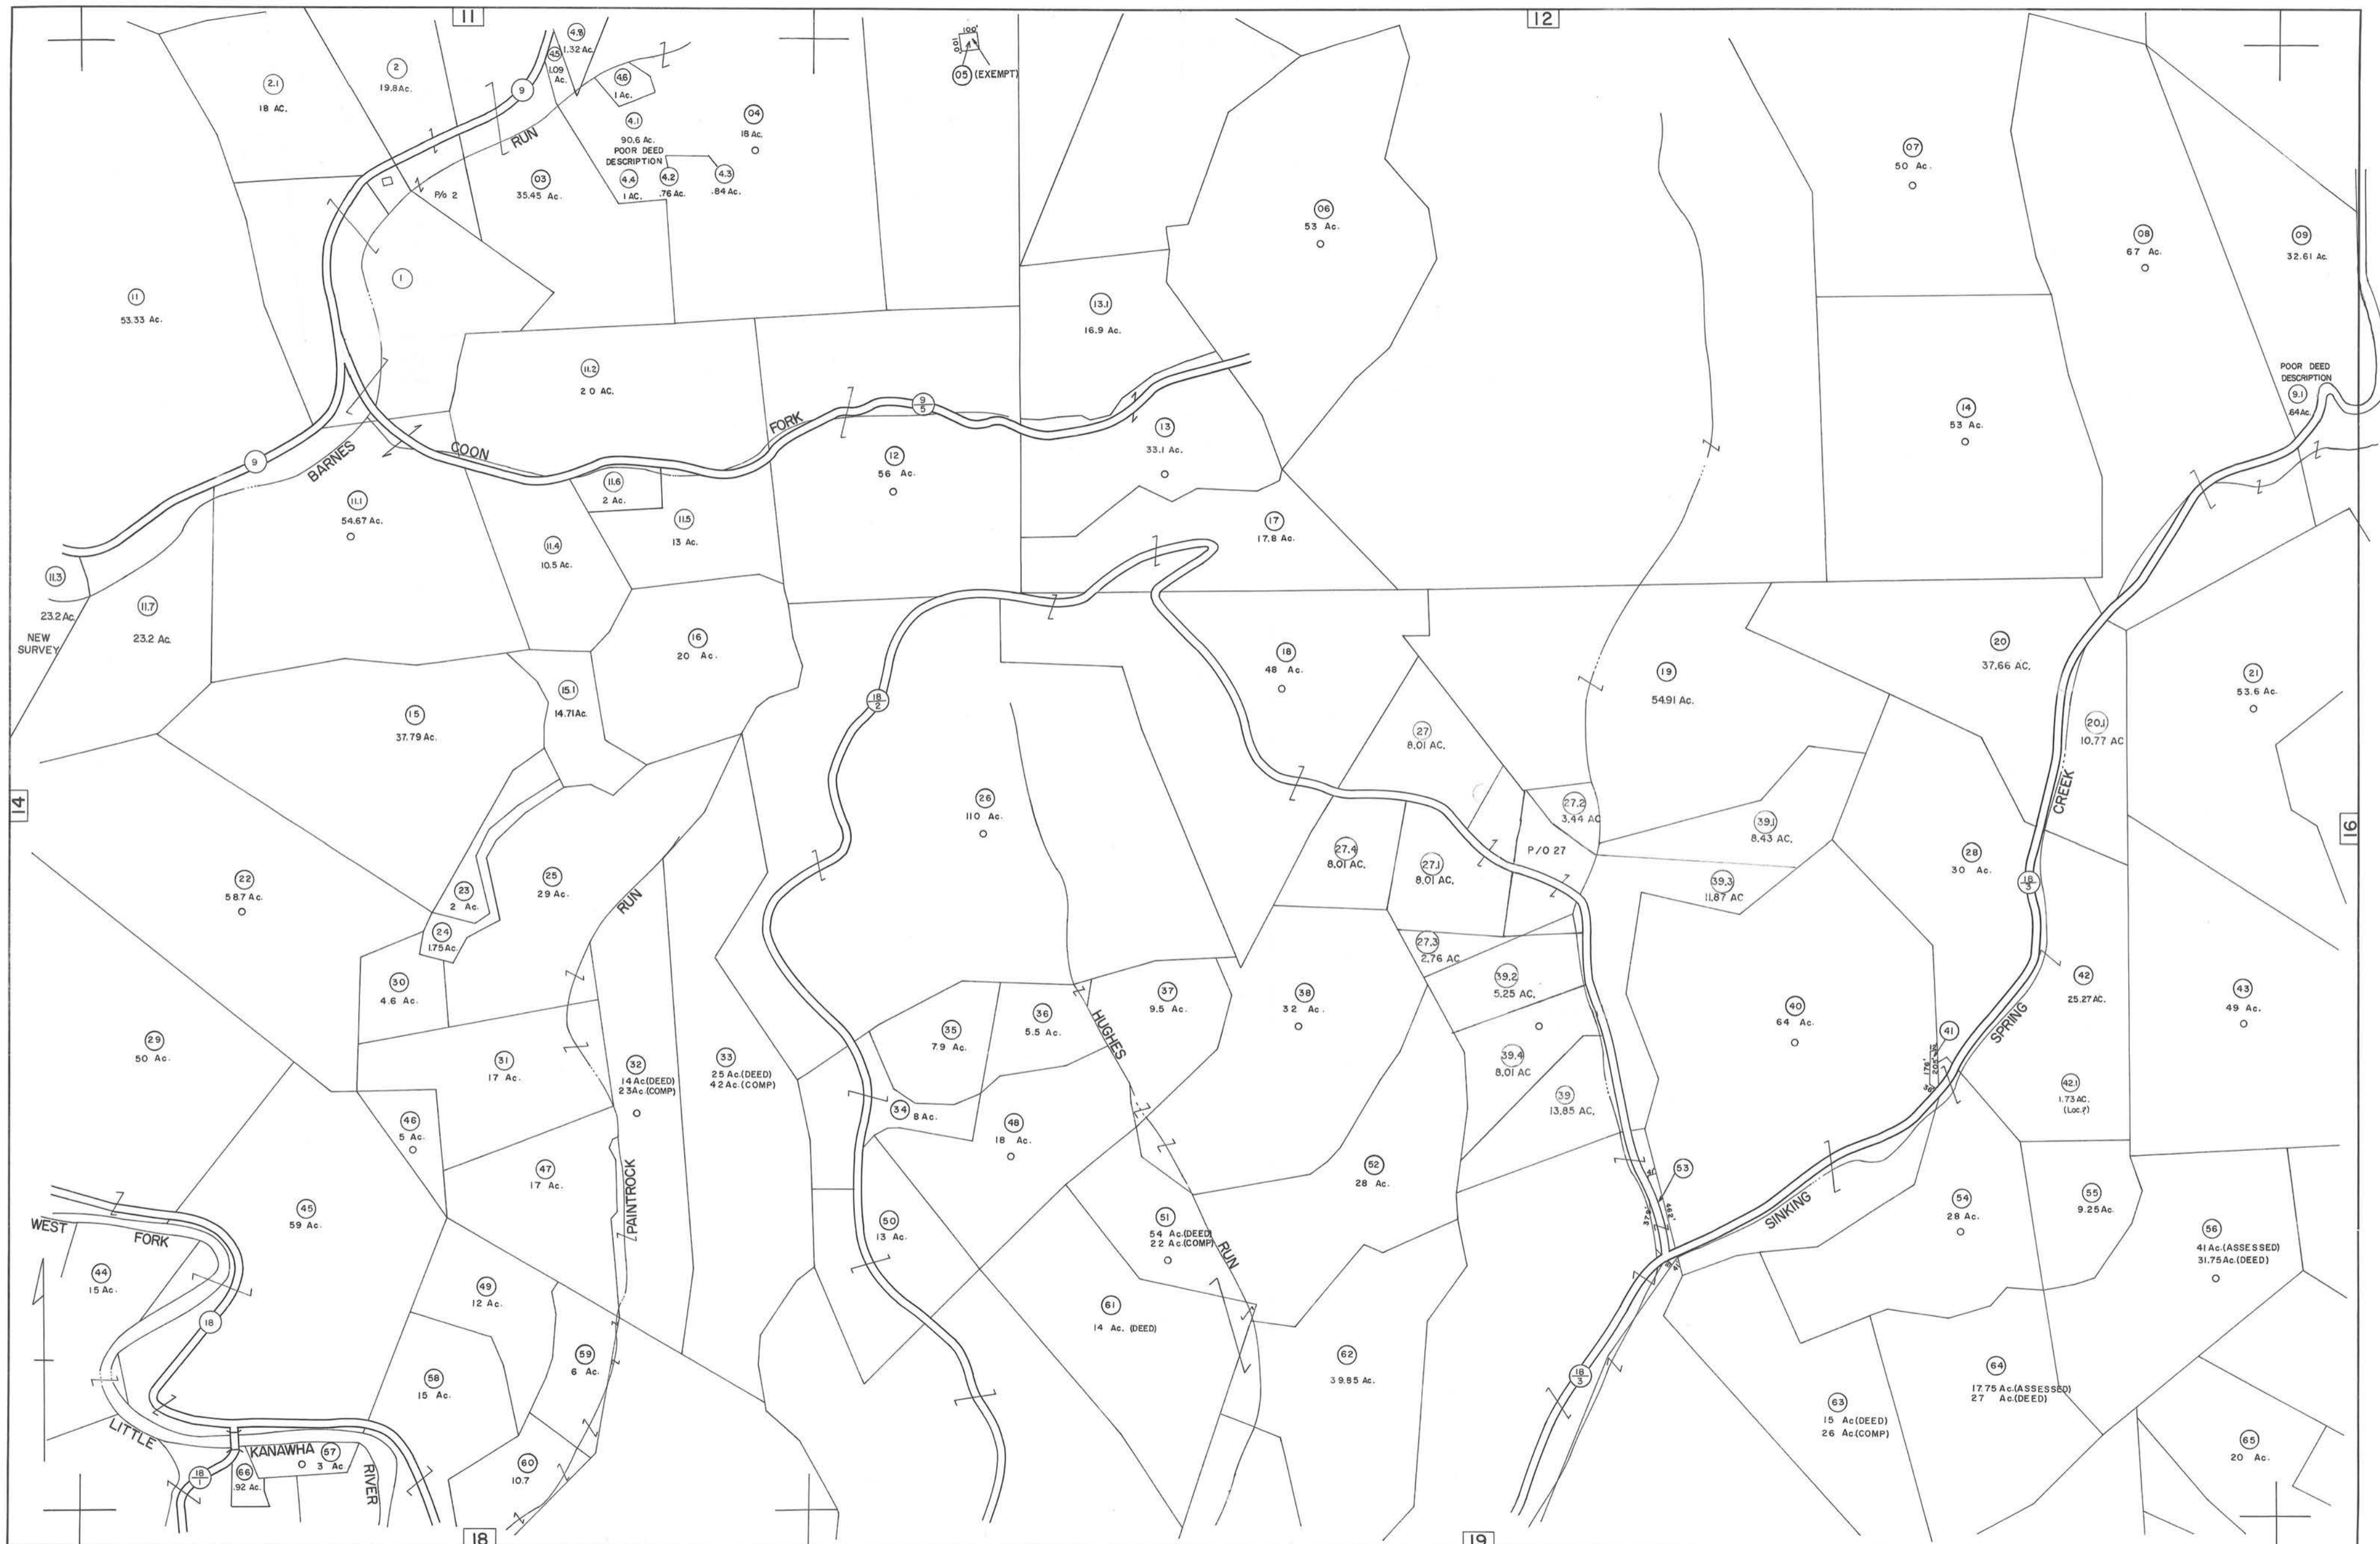 11
12
2.1
18 AC.
2
19.8 Ac.
9
4.5
1.09
Ac.
4.8
1.32 Ac.
4.6
1 Ac.
4.1
90.6 Ac.
POOR DEED
DESCRIPTION
4.4
1 AC.
4.2
.76 Ac.
4.3
.84 Ac.
04
18 Ac.
100'
100
05 (EXEMPT)
RUN
03
35.45 Ac.
P/o 2
1
06
53 Ac.
07
50 Ac.
08
67 Ac.
09
32.61 Ac.
11
53.33 Ac.
13.1
16.9 Ac.
11.2
20 AC.
9
5
FORK
COON
BARNES
9
POOR DEED
DESCRIPTION
9.1
.64 Ac.
14
53 Ac.
13
33.1 Ac.
12
56 Ac.
11.6
2 Ac.
11.1
54.67 Ac.
11.5
13 Ac.
11.4
10.5 Ac.
17
17.8 Ac.
11.3
23.2 Ac.
NEW
SURVEY
11.7
23.2 Ac.
16
20 Ac.
18
48 Ac.
19
54.91 Ac.
20
37.66 AC.
21
53.6 Ac.
15.1
14.71 Ac.
15
37.79 Ac.
18
2
27
8.01 AC.
20.1
10.77 AC
CREEK
14
26
110 Ac.
27.2
3.44 AC
39.1
8.43 AC.
16
27.4
8.01 AC.
27.1
8.01 AC.
P/O 27
28
30 Ac.
18
3
22
58.7 Ac.
23
2 Ac.
25
29 Ac.
RUN
39.3
11.87 AC
24
1.75 Ac.
27.3
2.76 AC
39.2
5.25 AC.
42
25.27 AC.
30
4.6 Ac.
35
7.9 Ac.
36
5.5 Ac.
37
9.5 Ac.
38
32 Ac.
40
64 Ac.
43
49 Ac.
HUGHES
41
176'
36'
SPRING
29
50 Ac.
31
17 Ac.
32
14 Ac.(DEED)
23 Ac.(COMP)
33
25 Ac.(DEED)
42 Ac.(COMP)
39.4
8.01 AC
39
13.85 AC.
42.1
1.73 AC.
(Loc.?)
34
8 Ac.
46
5 Ac.
48
18 Ac.
47
17 Ac.
PAINTROCK
52
28 Ac.
41'
53
462'
SINKING
54
28 Ac.
55
9.25 Ac.
45
59 Ac.
WEST
FORK
50
13 Ac.
51
54 Ac.(DEED)
22 Ac.(COMP)
RUN
56
41 Ac.(ASSESSED)
31.75 Ac.(DEED)
44
15 Ac.
49
12 Ac.
61
14 Ac. (DEED)
41'
18
59
6 Ac.
62
39.85 Ac.
18
3
58
15 Ac.
64
17.75 Ac.(ASSESSED)
27 Ac.(DEED)
63
15 Ac(DEED)
26 Ac.(COMP)
LITTLE
KANAWHA
RIVER
57
3 Ac.
60
10.7
66
.92 Ac.
18
1
65
20 Ac.
18
19